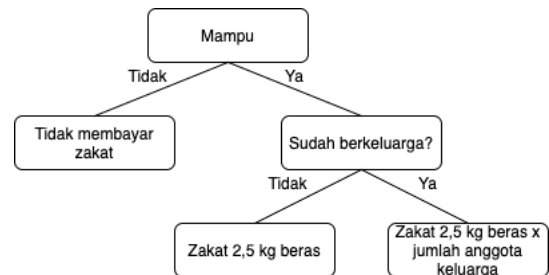 Mampu
Tidak
Ya
Tidak membayar
zakat
Sudah berkeluarga?
Tidak
Ya
Zakat 2,5 kg beras
Zakat 2,5 kg beras x
jumlah anggota
keluarga